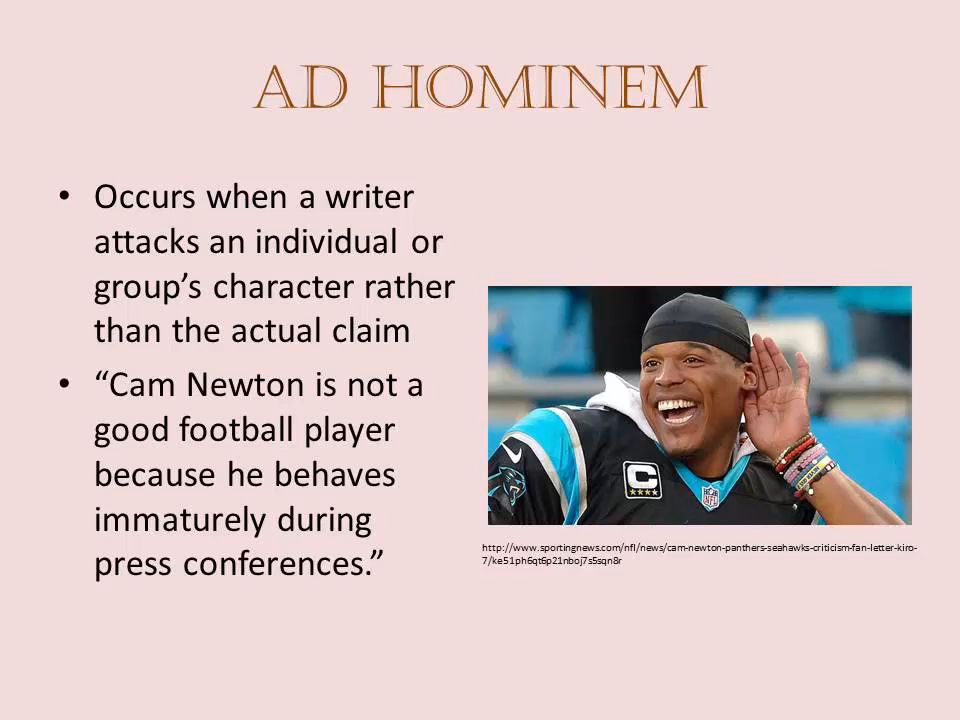 AD HOMINEM
• Occurs when a writer
attacks an individual or
group’s character rather
than the actual claim
• “Cam Newton is not a
good football player
because he behaves
immaturely during
press conferences.”
C
NFL
http://www.sportingnews.com/nfl/news/cam-newton-panthers-seahawks-criticism-fan-letter-kiro-
7/ke51ph6qt6p21nboj7s5sqn8r